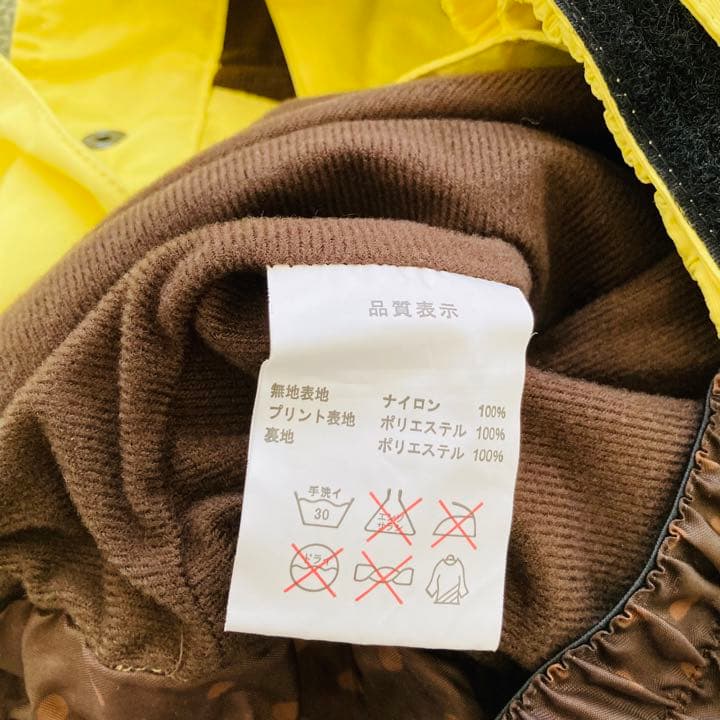 品質表示
無地表地 ナイロン 100%
プリント表地 ポリエステル 100%
裏地 ポリエステル 100%
手洗イ
30
エンソ
サラシ
ドライ